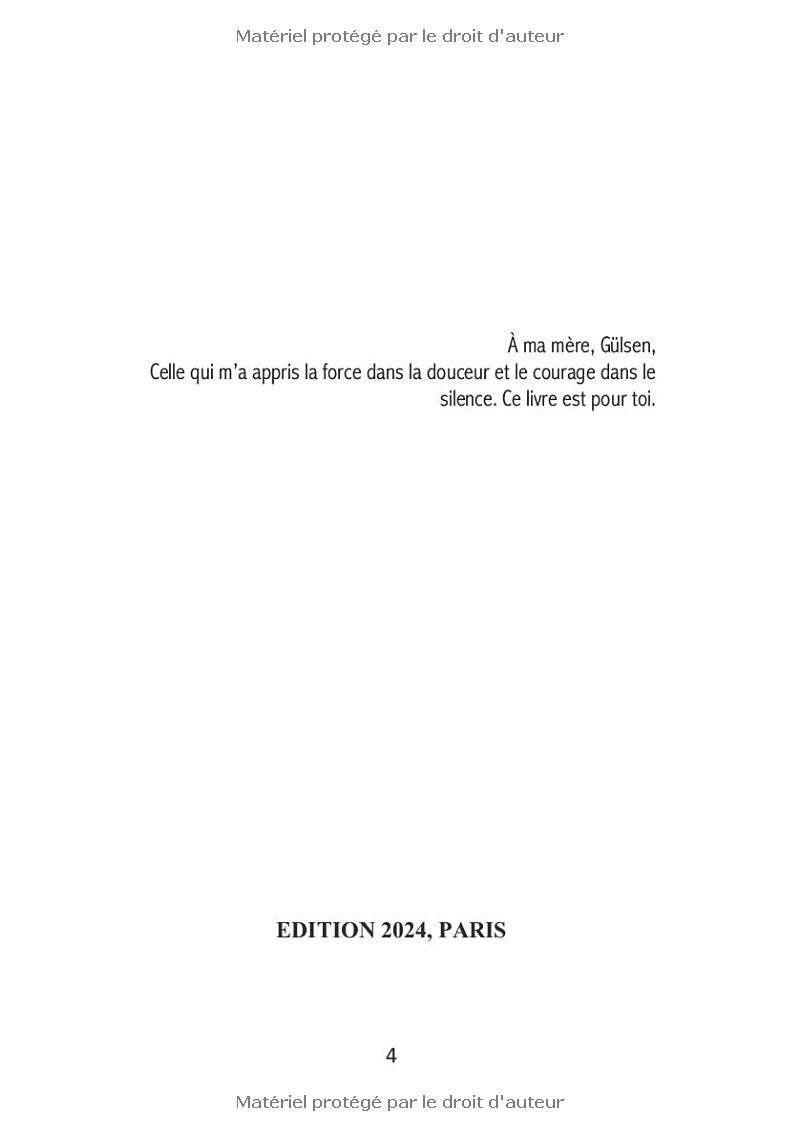 Matériel protégé par le droit d'auteur
À ma mère, Gülsen,
Celle qui m’a appris la force dans la douceur et le courage dans le
silence. Ce livre est pour toi.
EDITION 2024, PARIS
4
Matériel protégé par le droit d'auteur